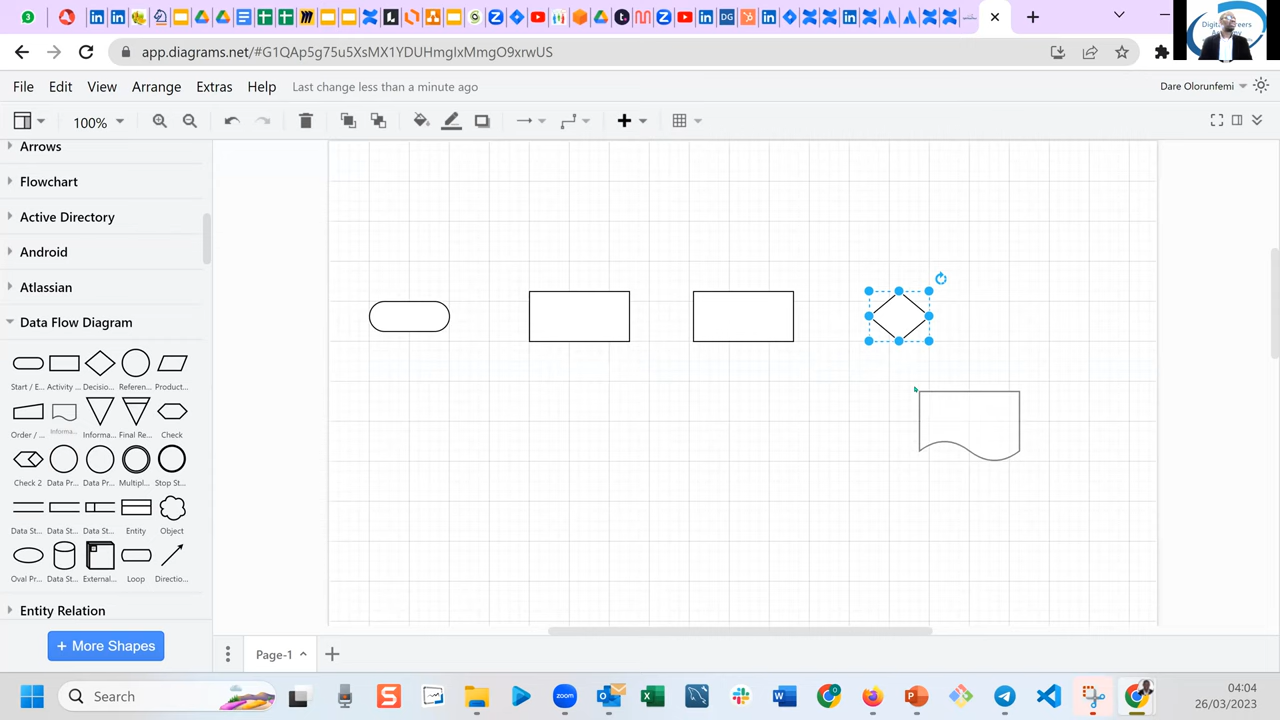 app.diagrams.net/#G1QAp5g75u5XsMX1YDUHmglxMmgO9xrwUS
File Edit View Arrange Extras Help Last change less than a minute ago
Dare Olorunfemi
100%
Arrows
Flowchart
Active Directory
Android
Atlassian
Data Flow Diagram
Start / E... Activity ... Decisio... Referen... Product...
Order / ... Informa... Informa... Final Re... Check
Check 2 Data Pr... Data Pr... Multipl... Stop St...
Data St... Data St... Data St... Entity Object
Oval Pr... Data St... External... Loop Directio...
Entity Relation
+ More Shapes
Page-1
Search
zoom
04:04
26/03/2023